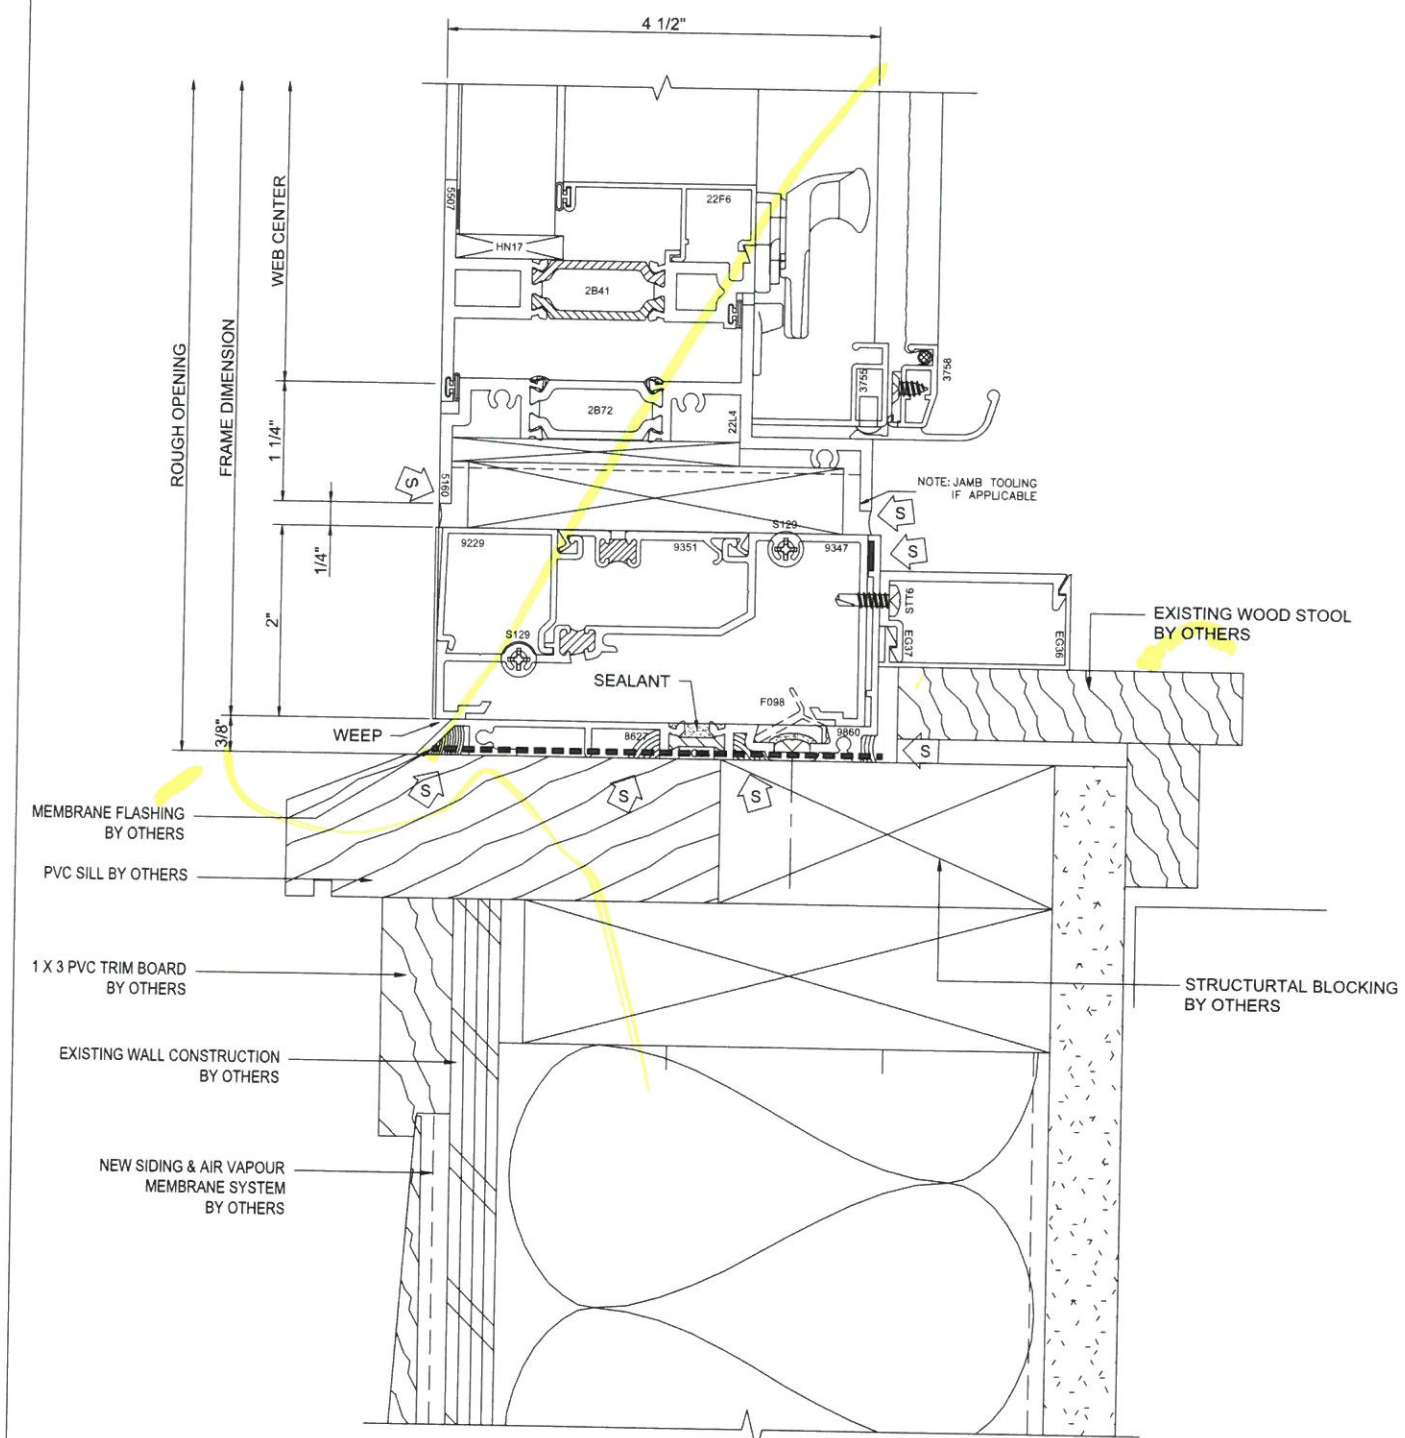 4 1/2"
ROUGH OPENING
FRAME DIMENSION
WEB CENTER
5507
22F6
HN17
2B41
1 1/4"
2B72
22L4
3755
3758
S
5160
NOTE: JAMB TOOLING
IF APPLICABLE
S
1/4"
S129
9229
9351
9347
S
2"
S119
EG37
EG36
EXISTING WOOD STOOL
BY OTHERS
S129
SEALANT
F098
3/8"
WEEP
8627
9860
S
S
S
S
MEMBRANE FLASHING
BY OTHERS
PVC SILL BY OTHERS
1 X 3 PVC TRIM BOARD
BY OTHERS
STRUCTURTAL BLOCKING
BY OTHERS
EXISTING WALL CONSTRUCTION
BY OTHERS
NEW SIDING & AIR VAPOUR
MEMBRANE SYSTEM
BY OTHERS